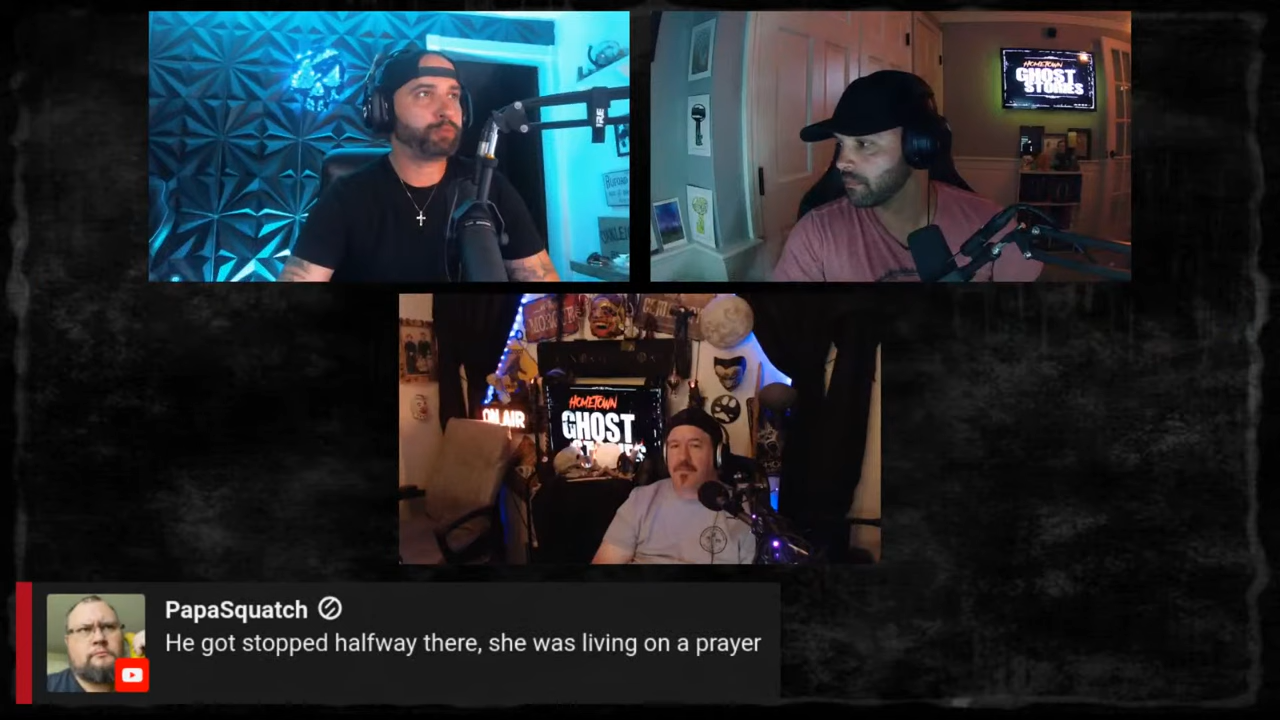 HOMETOWN
GHOST
STORIES
ON AIR
HOMETOWN
GHOST
PapaSquatch
He got stopped halfway there, she was living on a prayer